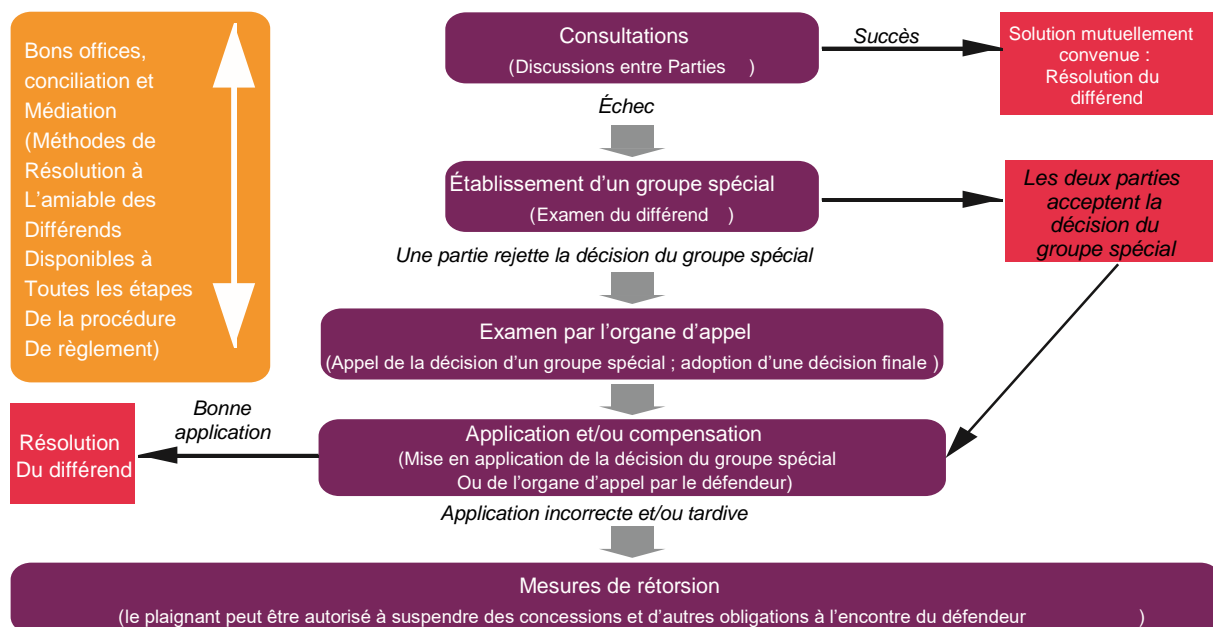 Bons offices,
conciliation et
Médiation
(Méthodes de
Résolution à
L'amiable des
Différends
Disponibles à
Toutes les étapes
De la procédure
De règlement)
Consultations
(Discussions entre Parties )
Succès
Solution mutuellement
convenue :
Résolution du
différend
Échec
Établissement d'un groupe spécial
(Examen du différend )
Les deux parties
acceptent la
décision du
groupe spécial
Une partie rejette la décision du groupe spécial
Examen par l'organe d'appel
(Appel de la décision d'un groupe spécial ; adoption d'une décision finale )
Bonne
application
Résolution
Du différend
Application et/ou compensation
(Mise en application de la décision du groupe spécial
Ou de l'organe d'appel par le défendeur)
Application incorrecte et/ou tardive
Mesures de rétorsion
(le plaignant peut être autorisé à suspendre des concessions et d'autres obligations à l'encontre du défendeur )